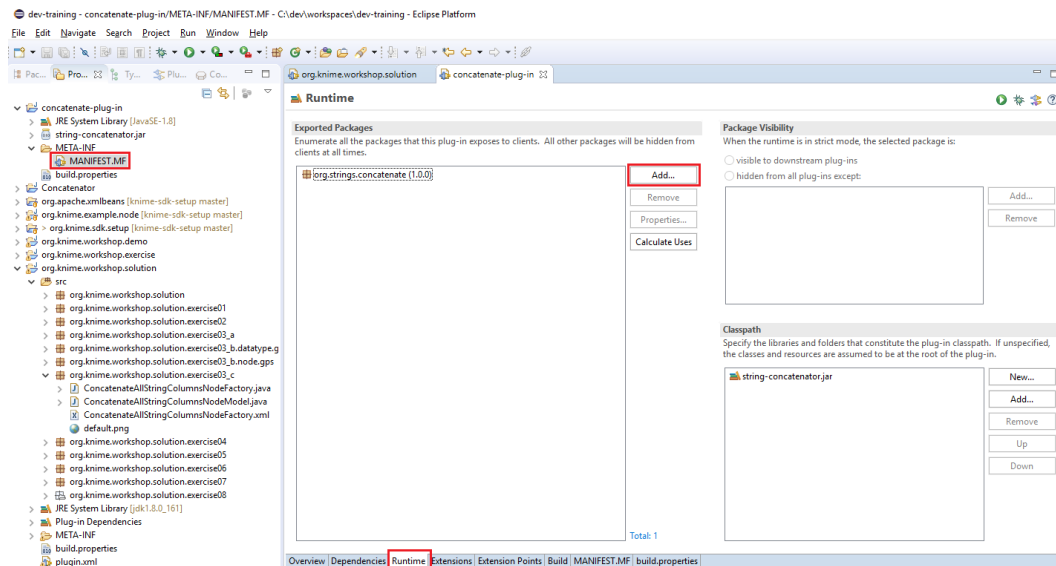 dev-training - concatenate-plug-in/META-INF/MANIFEST.MF - C:\dev\workspaces\dev-training - Eclipse Platform
File Edit Navigate Search Project Run Window Help
Pac... Pro... Ty... Plu... Co...
org.knime.workshop.solution concatenate-plug-in
Runtime
concatenate-plug-in
JRE System Library [JavaSE-1.8]
string-concatenator.jar
META-INF
MANIFEST.MF
build.properties
Concatenator
org.apache.xmlbeans [knime-sdk-setup master]
org.knime.example.node [knime-sdk-setup master]
> org.knime.sdk.setup [knime-sdk-setup master]
org.knime.workshop.demo
org.knime.workshop.exercise
org.knime.workshop.solution
src
org.knime.workshop.solution
org.knime.workshop.solution.exercise01
org.knime.workshop.solution.exercise02
org.knime.workshop.solution.exercise03_a
org.knime.workshop.solution.exercise03_b.datatype.g
org.knime.workshop.solution.exercise03_b.node.gps
org.knime.workshop.solution.exercise03_c
ConcatenateAllStringColumnsNodeFactory.java
ConcatenateAllStringColumnsNodeModel.java
ConcatenateAllStringColumnsNodeFactory.xml
default.png
org.knime.workshop.solution.exercise04
org.knime.workshop.solution.exercise05
org.knime.workshop.solution.exercise06
org.knime.workshop.solution.exercise07
org.knime.workshop.solution.exercise08
JRE System Library [jdk1.8.0_161]
Plug-in Dependencies
META-INF
build.properties
plugin.xml
Exported Packages
Enumerate all the packages that this plug-in exposes to clients. All other packages will be hidden from
clients at all times.
org.strings.concatenate (1.0.0)
Add...
Remove
Properties...
Calculate Uses
Total: 1
Package Visibility
When the runtime is in strict mode, the selected package is:
visible to downstream plug-ins
hidden from all plug-ins except:
Add...
Remove
Classpath
Specify the libraries and folders that constitute the plug-in classpath. If unspecified,
the classes and resources are assumed to be at the root of the plug-in.
string-concatenator.jar
New...
Add...
Remove
Up
Down
Overview Dependencies Runtime Extensions Extension Points Build MANIFEST.MF build.properties